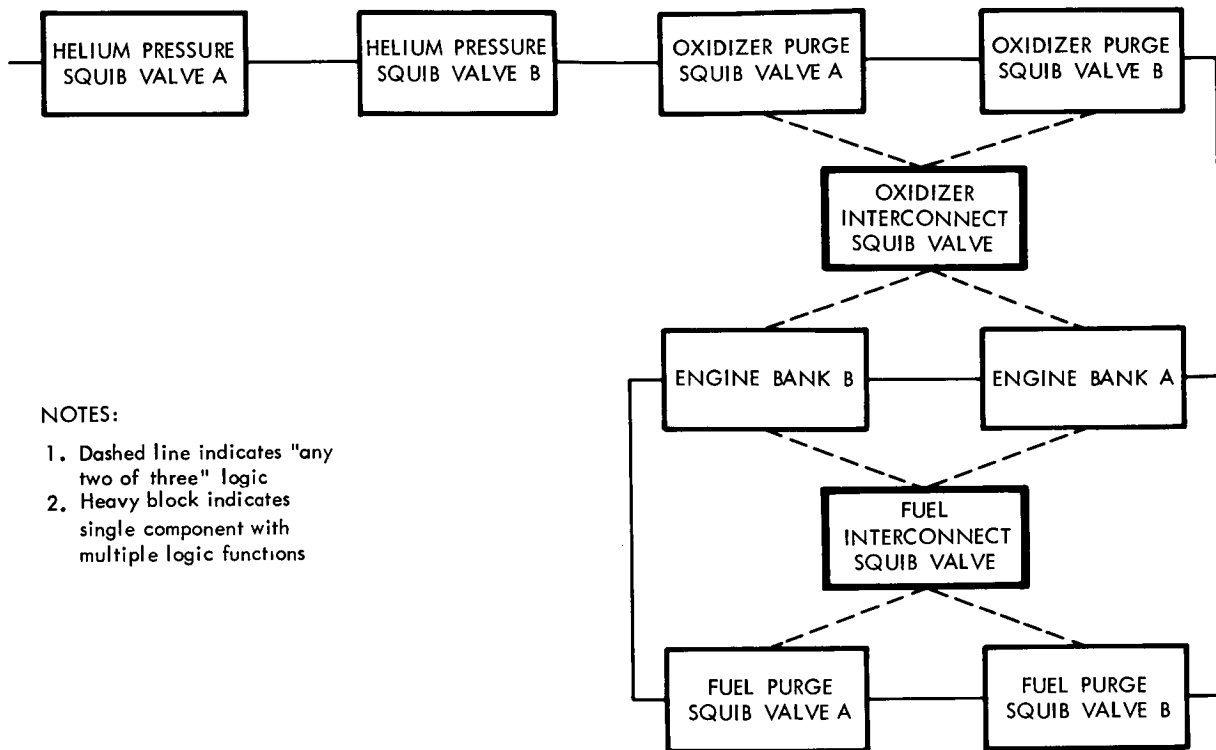 HELIUM PRESSURE
SQUIB VALVE A
HELIUM PRESSURE
SQUIB VALVE B
OXIDIZER PURGE
SQUIB VALVE A
OXIDIZER PURGE
SQUIB VALVE B
OXIDIZER
INTERCONNECT
SQUIB VALVE
ENGINE BANK B
ENGINE BANK A
NOTES:
1. Dashed line indicates "any
two of three" logic
2. Heavy block indicates
single component with
multiple logic functions
FUEL
INTERCONNECT
SQUIB VALVE
FUEL PURGE
SQUIB VALVE A
FUEL PURGE
SQUIB VALVE B